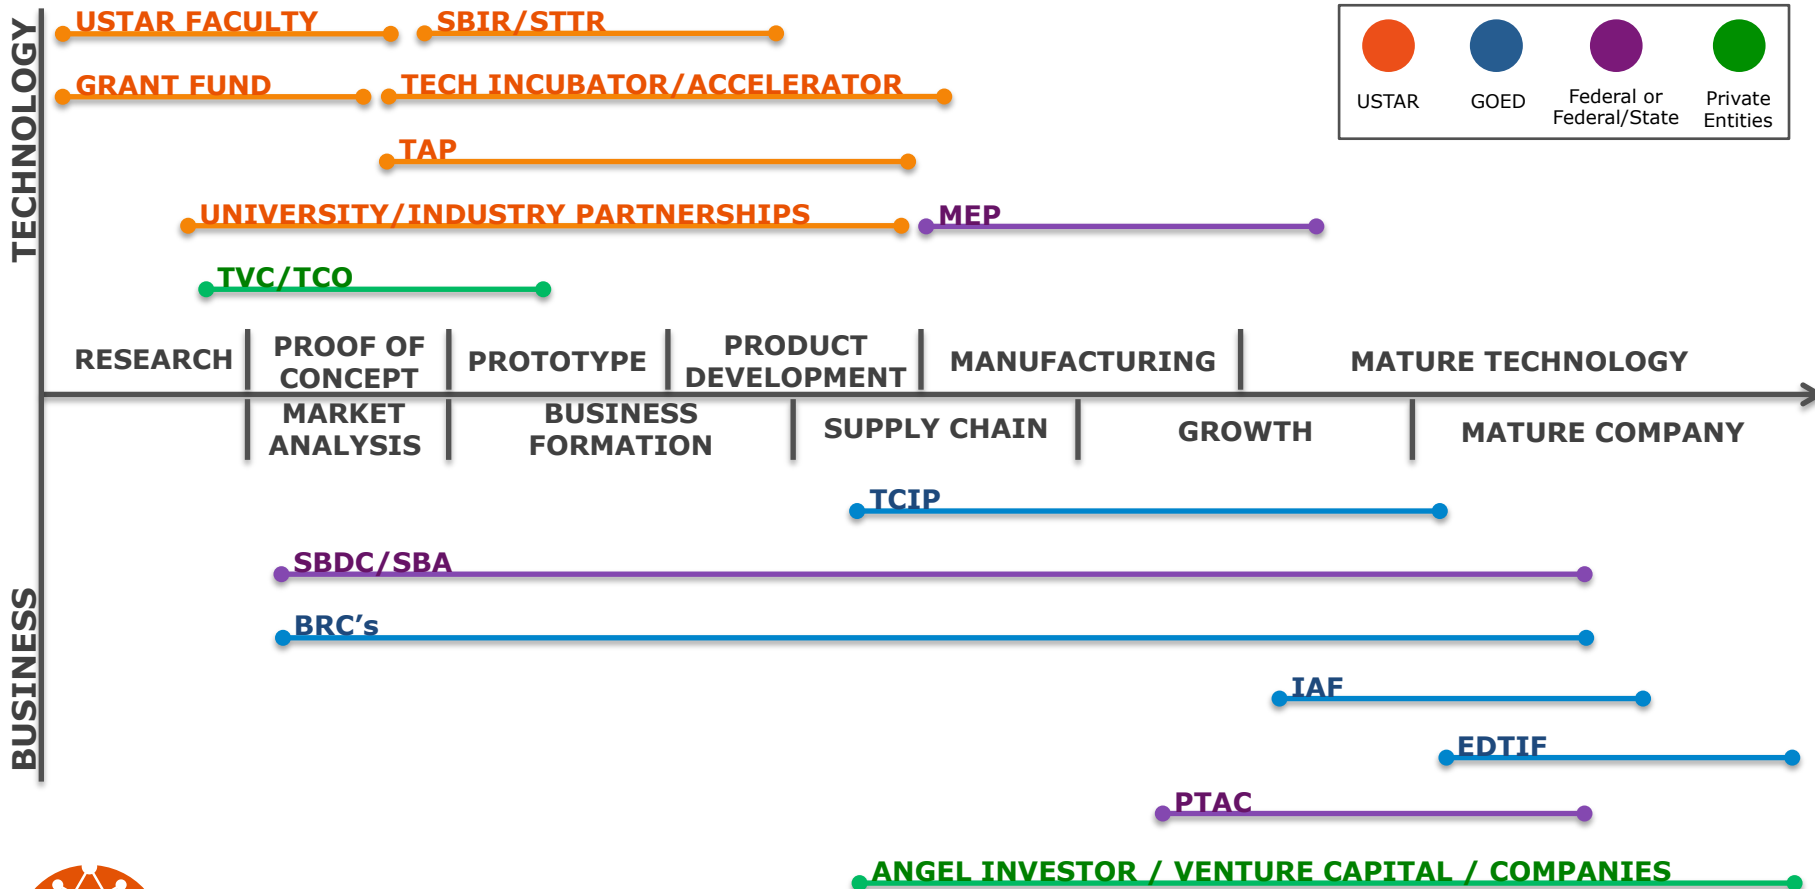 USTAR FACULTY
SBIR/STTR
GRANT FUND
TECH INCUBATOR/ACCELERATOR
TAP
UNIVERSITY/INDUSTRY PARTNERSHIPS
MEP
TVC/TCO
TECHNOLOGY
USTAR
GOED
Federal or
Federal/State
Private
Entities
RESEARCH
PROOF OF
CONCEPT
PROTOTYPE
PRODUCT
DEVELOPMENT
MANUFACTURING
MATURE TECHNOLOGY
MARKET
ANALYSIS
BUSINESS
FORMATION
SUPPLY CHAIN
GROWTH
MATURE COMPANY
BUSINESS
TCIP
SBDC/SBA
BRC’s
IAF
EDTIF
PTAC
ANGEL INVESTOR / VENTURE CAPITAL / COMPANIES